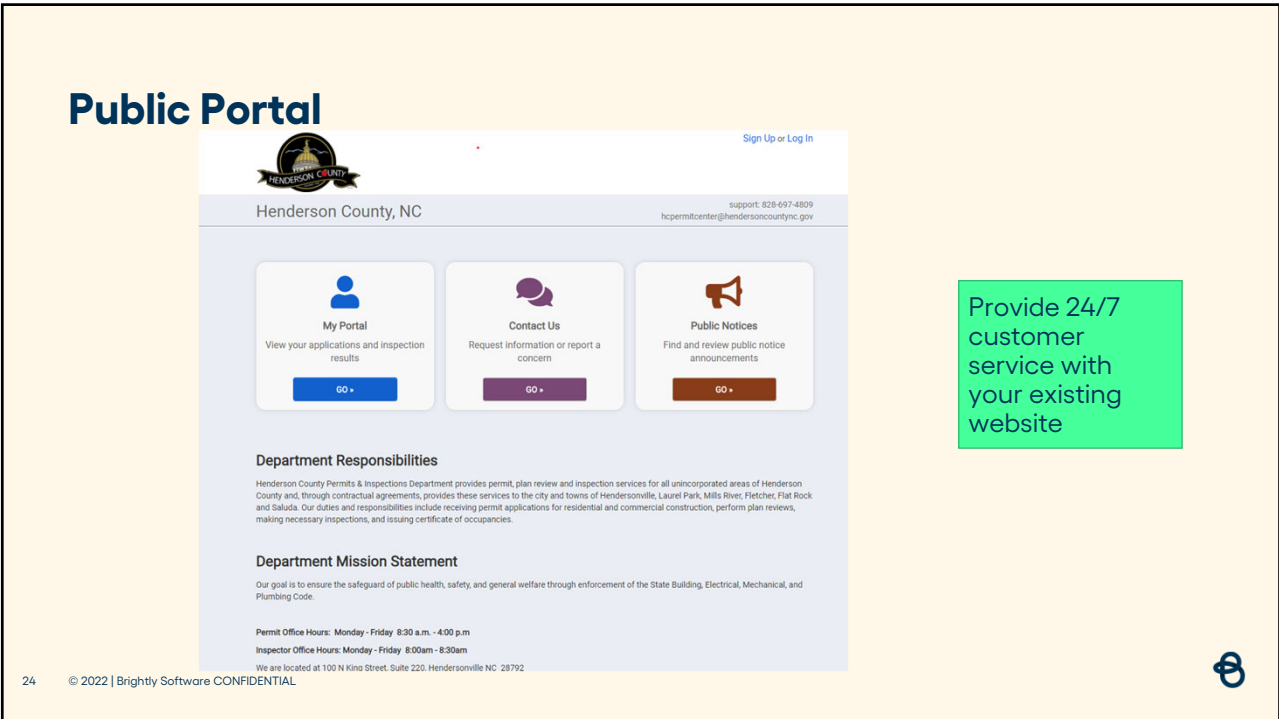 Public Portal
Sign Up or Log In
HENDERSON COUNTY
Henderson County, NC
support: 828-697-4809
hcpermitcenter@hendersoncountync.gov
My Portal
View your applications and inspection
results
GO »
Contact Us
Request information or report a
concern
GO »
Public Notices
Find and review public notice
announcements
GO »
Provide 24/7
customer
service with
your existing
website
Department Responsibilities
Henderson County Permits & Inspections Department provides permit, plan review and inspection services for all unincorporated areas of Henderson
County and, through contractual agreements, provides these services to the city and towns of Hendersonville, Laurel Park, Mills River, Fletcher, Flat Rock
and Saluda. Our duties and responsibilities include receiving permit applications for residential and commercial construction, perform plan reviews,
making necessary inspections, and issuing certificate of occupancies.
Department Mission Statement
Our goal is to ensure the safeguard of public health, safety, and general welfare through enforcement of the State Building, Electrical, Mechanical, and
Plumbing Code.
Permit Office Hours: Monday - Friday 8:30 a.m. - 4:00 p.m
Inspector Office Hours: Monday - Friday 8:00am - 8:30am
We are located at 100 N King Street, Suite 220, Hendersonville NC 28792
24 © 2022 | Brightly Software CONFIDENTIAL